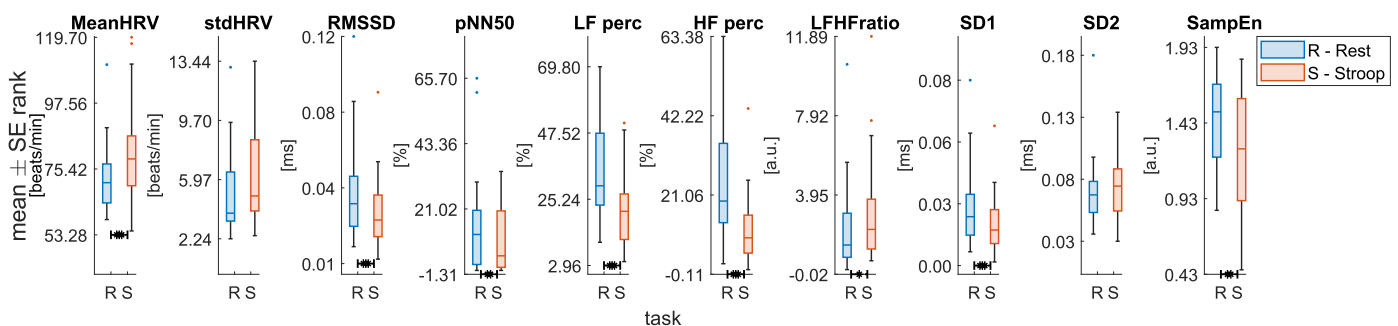 mean ± SE rank
MeanHRV
[beats/min]
119.70
97.56
75.42
53.28
R S
stdHRV
[beats/min]
13.44
9.70
5.97
2.24
R S
RMSSD
[ms]
0.12
0.08
0.04
0.01
R S
pNN50
[%]
65.70
43.36
21.02
-1.31
R S
LF perc
[%]
69.80
47.52
25.24
2.96
R S
HF perc
[%]
63.38
42.22
21.06
-0.11
R S
LFHFratio
[a.u.]
11.89
7.92
3.95
-0.02
R S
SD1
[ms]
0.08
0.03
0.00
R S
SD2
[ms]
0.18
0.13
0.08
0.03
R S
SampEn
[a.u.]
1.93
1.43
0.93
0.43
R S
R - Rest
S - Stroop
task